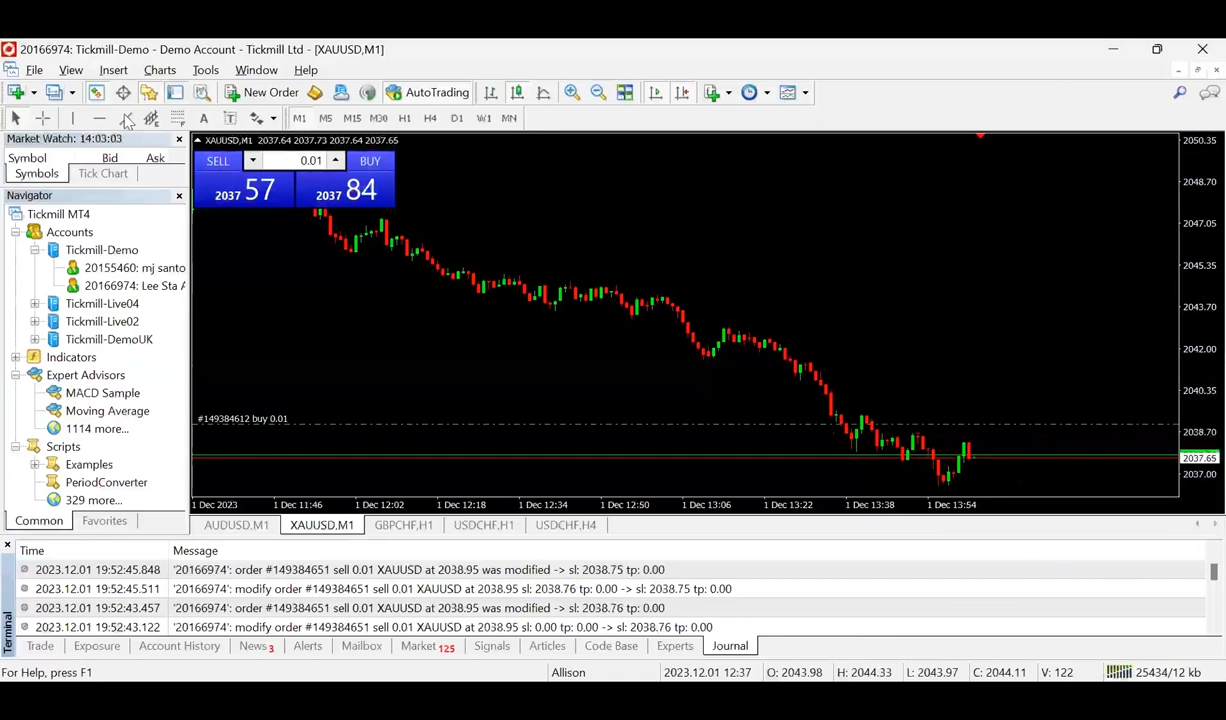 20166974: Tickmill-Demo - Demo Account - Tickmill Ltd - [XAUUSD,M1]
File View Insert Charts Tools Window Help
New Order AutoTrading
A T M1 M5 M15 M30 H1 H4 D1 W1 MN
Market Watch: 14:03:03
Symbol Bid Ask
Symbols Tick Chart
Navigator
Tickmill MT4
Accounts
Tickmill-Demo
20155460: mj santo
20166974: Lee Sta A
Tickmill-Live04
Tickmill-Live02
Tickmill-DemoUK
Indicators
Expert Advisors
MACD Sample
Moving Average
1114 more...
Scripts
Examples
PeriodConverter
329 more...
Common Favorites
XAUUSD,M1 2037.64 2037.73 2037.64 2037.65
SELL 0.01 BUY
2037 57 2037 84
#149384612 buy 0.01
2050.35
2048.70
2047.05
2045.35
2043.70
2042.00
2040.35
2038.70
2037.65
2037.00
1 Dec 2023 1 Dec 11:46 1 Dec 12:02 1 Dec 12:18 1 Dec 12:34 1 Dec 12:50 1 Dec 13:06 1 Dec 13:22 1 Dec 13:38 1 Dec 13:54
AUDUSD,M1 XAUUSD,M1 GBPCHF,H1 USDCHF,H1 USDCHF,H4
Time Message
2023.12.01 19:52:45.848 '20166974': order #149384651 sell 0.01 XAUUSD at 2038.95 was modified -> sl: 2038.75 tp: 0.00
2023.12.01 19:52:45.511 '20166974': modify order #149384651 sell 0.01 XAUUSD at 2038.95 sl: 2038.76 tp: 0.00 -> sl: 2038.75 tp: 0.00
2023.12.01 19:52:43.457 '20166974': order #149384651 sell 0.01 XAUUSD at 2038.95 was modified -> sl: 2038.76 tp: 0.00
2023.12.01 19:52:43.122 '20166974': modify order #149384651 sell 0.01 XAUUSD at 2038.95 sl: 0.00 tp: 0.00 -> sl: 2038.76 tp: 0.00
Terminal
Trade Exposure Account History News 3 Alerts Mailbox Market 125 Signals Articles Code Base Experts Journal
For Help, press F1 Allison 2023.12.01 12:37 O: 2043.98 H: 2044.33 L: 2043.97 C: 2044.11 V: 122 25434/12 kb